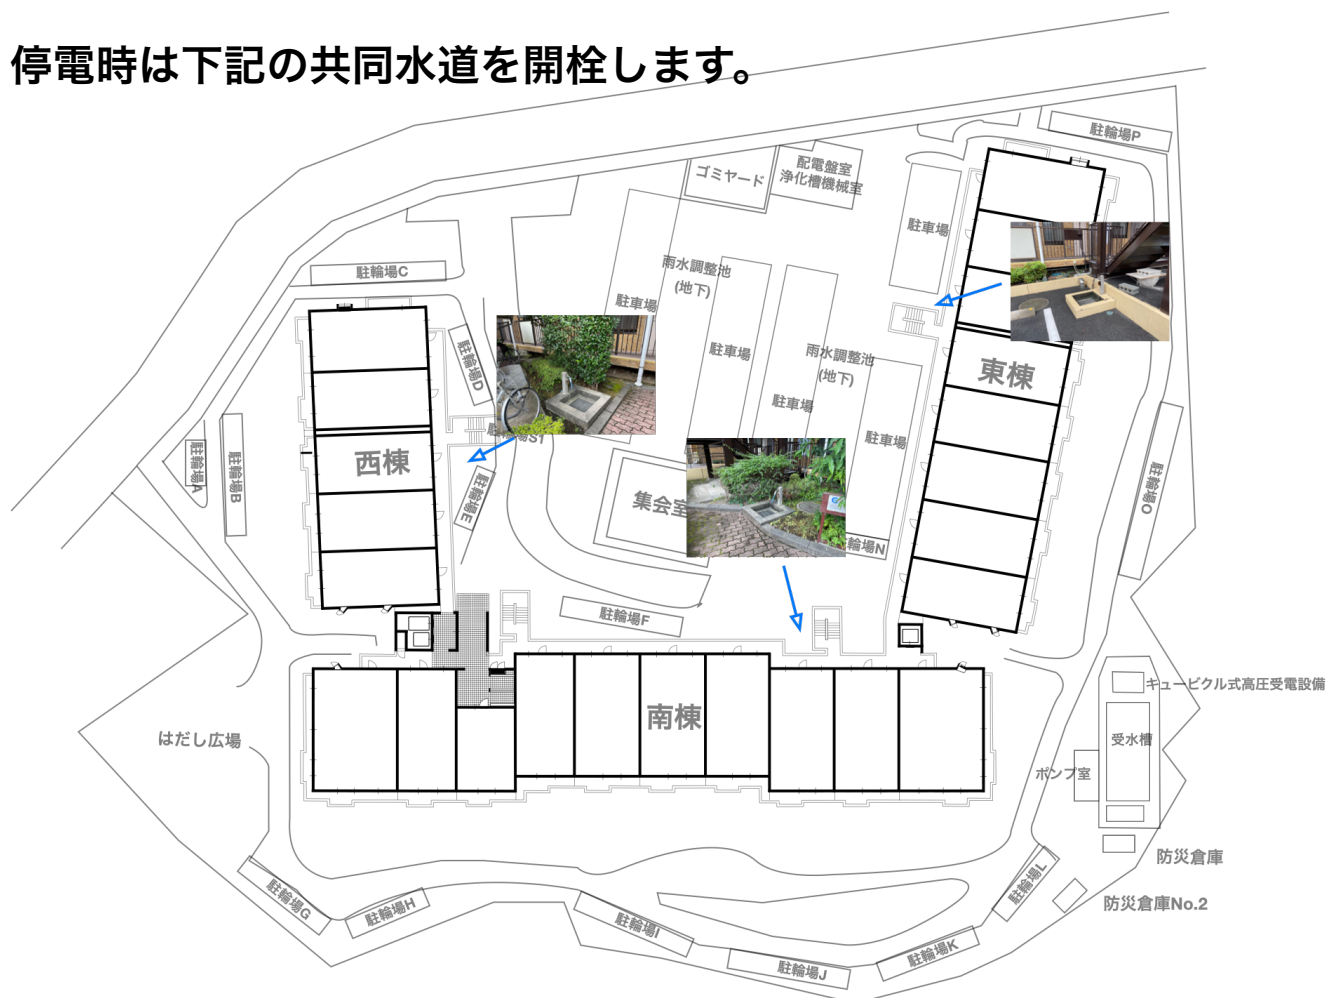 停電時は下記の共同水道を開栓します。
駐輪場P
配電盤室
浄化槽機械室
ゴミヤード
駐車場
駐輪場C
雨水調整池
(地下)
駐車場
駐輪場D
駐車場
雨水調整池
(地下)
東棟
駐車場
駐車場
駐輪場S1
西棟
駐輪場A
駐輪場B
駐輪場E
集会室
駐輪場O
輪場N
駐輪場F
キュービクル式高圧受電設備
南棟
はだし広場
受水槽
ポンプ室
防災倉庫
駐輪場L
防災倉庫No.2
駐輪場G
駐輪場H
駐輪場I
駐輪場K
駐輪場J